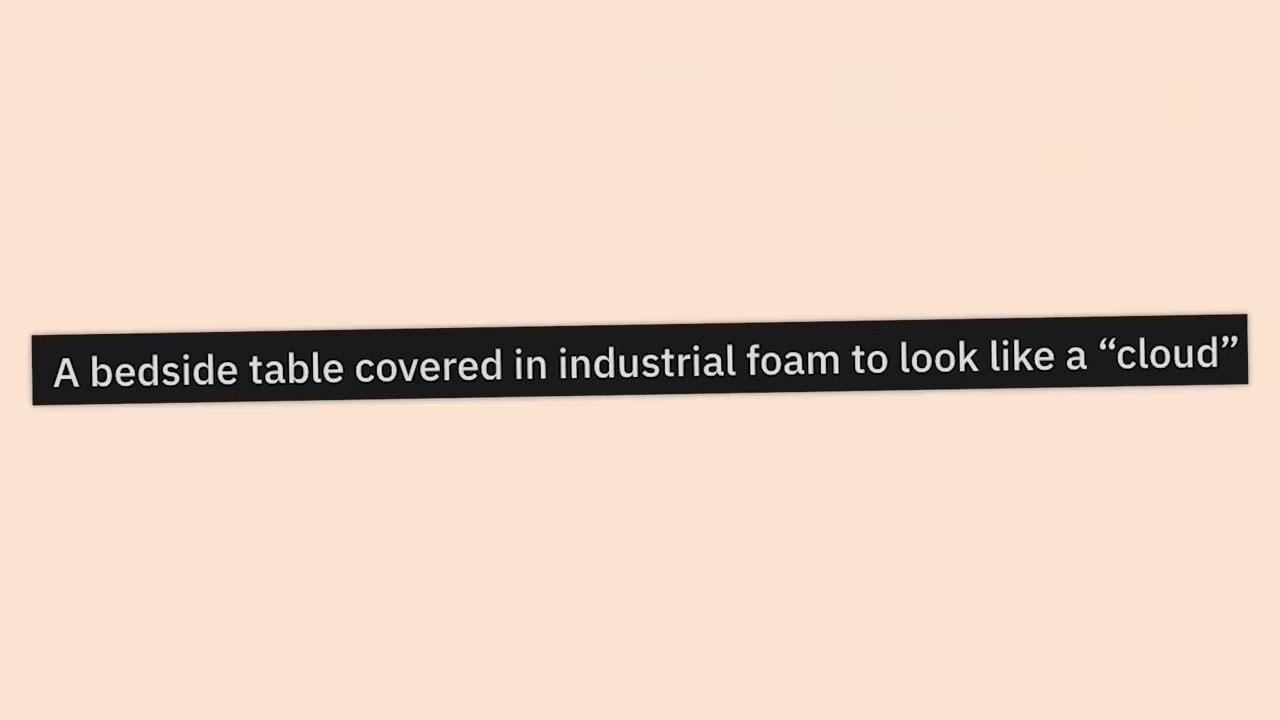 A bedside table covered in industrial foam to look like a “cloud”